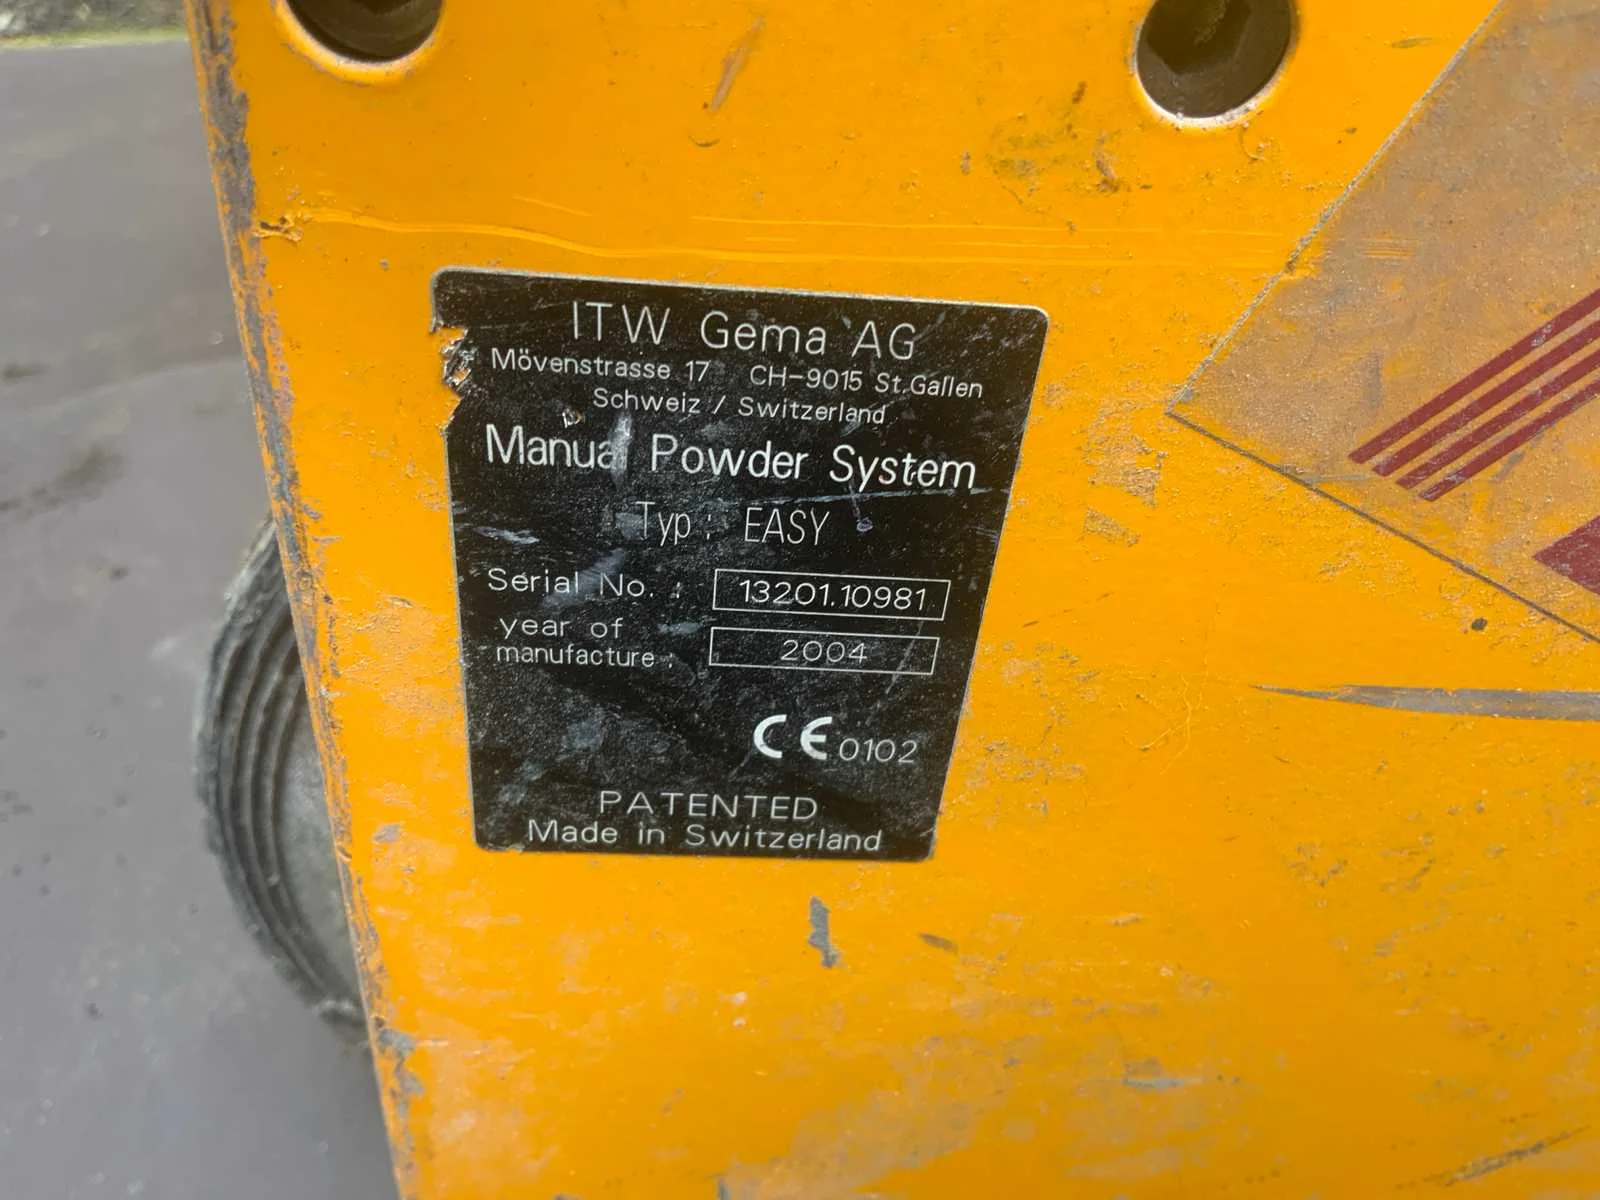 ITW Gema AG
Mövenstrasse 17 CH-9015 St.Gallen
Schweiz / Switzerland
Manual Powder System
Typ: EASY
Serial No. : 13201.10981
year of
manufacture : 2004
CE 0102
PATENTED
Made in Switzerland